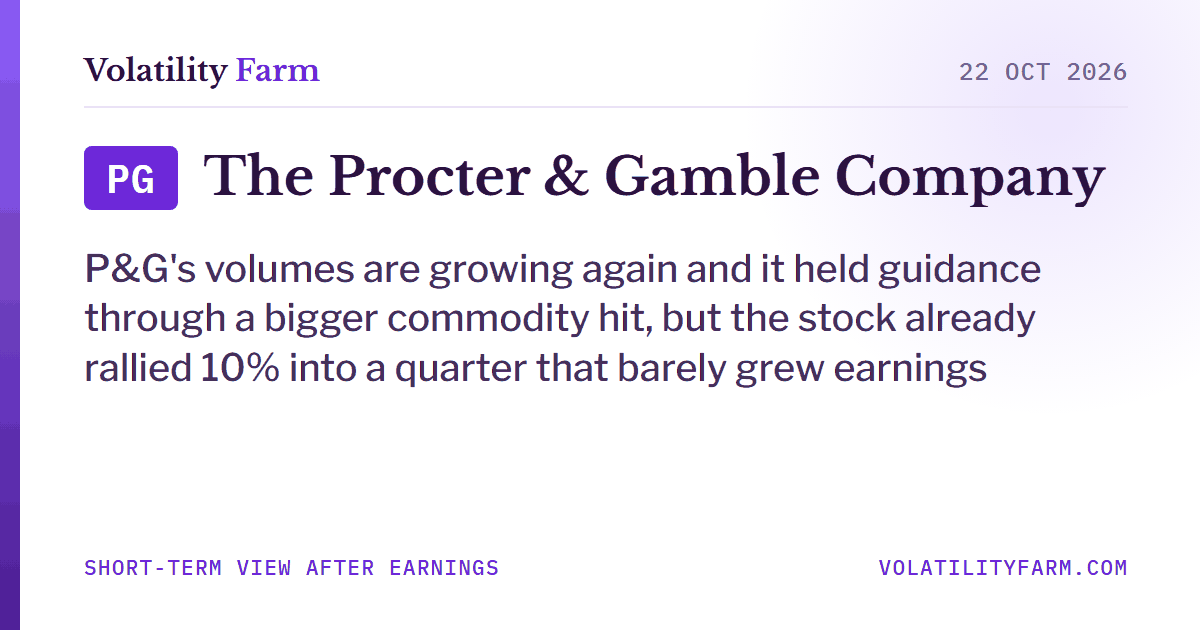 Volatility Farm
22 OCT 2026
PG The Procter & Gamble Company
P&G's volumes are growing again and it held guidance
through a bigger commodity hit, but the stock already
rallied 10% into a quarter that barely grew earnings
SHORT-TERM VIEW AFTER EARNINGS
VOLATILITYFARM.COM